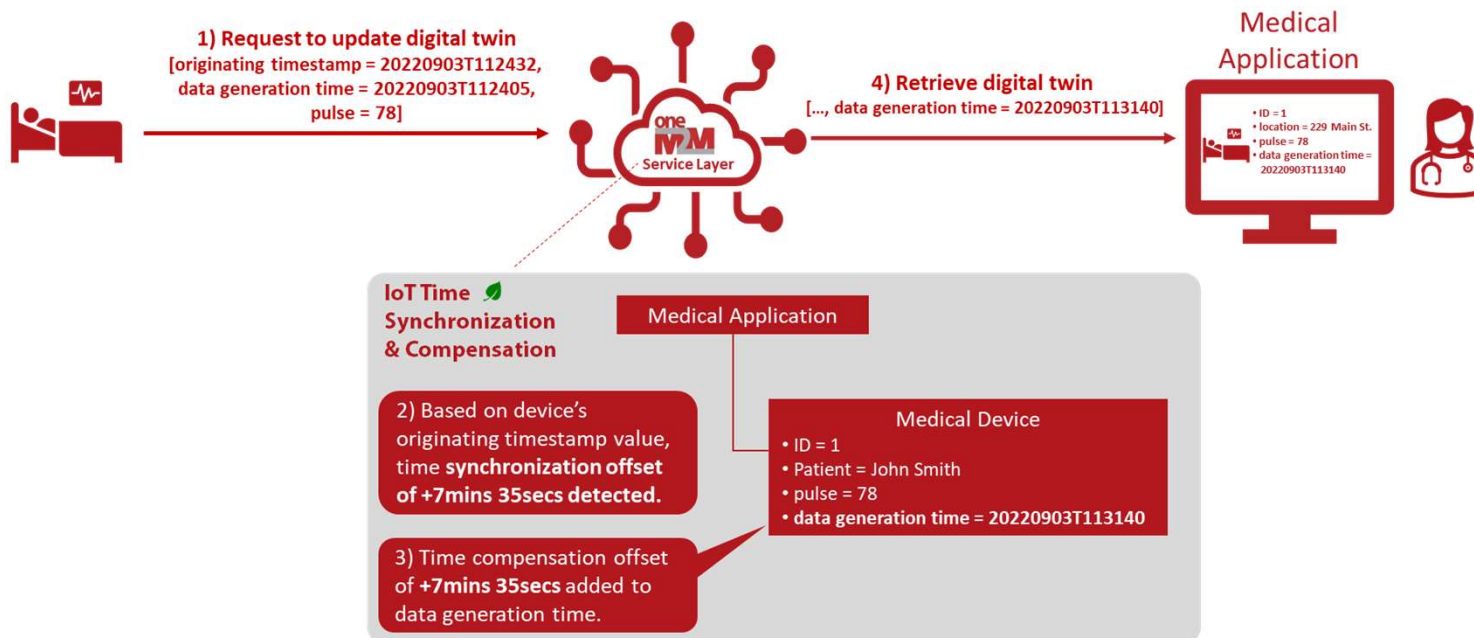 1) Request to update digital twin
[originating timestamp = 20220903T112432,
data generation time = 20220903T112405,
pulse = 78]
one
M2M
Service Layer
4) Retrieve digital twin
[..., data generation time = 20220903T113140]
Medical
Application
• ID = 1
• location = 229 Main St.
• pulse = 78
• data generation time =
20220903T113140
IoT Time
Synchronization
& Compensation
Medical Application
2) Based on device's
originating timestamp value,
time synchronization offset
of +7mins 35secs detected.
3) Time compensation offset
of +7mins 35secs added to
data generation time.
Medical Device
• ID = 1
• Patient = John Smith
• pulse = 78
• data generation time = 20220903T113140